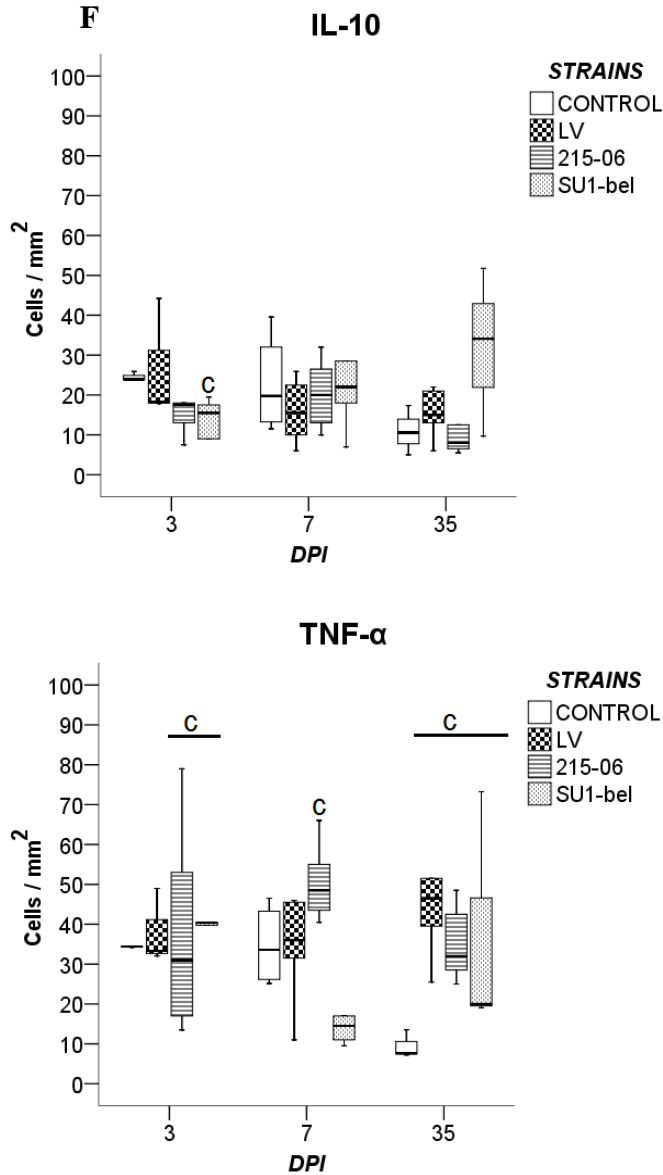 F
IL-10
STRAINS
CONTROL
LV
215-06
SU1-bel
100
90
80
70
60
50
40
30
20
10
0
Cells / mm²
C
3 7 35
DPI
TNF-α
STRAINS
CONTROL
LV
215-06
SU1-bel
100
90
80
70
60
50
40
30
20
10
0
Cells / mm²
C C
C
3 7 35
DPI